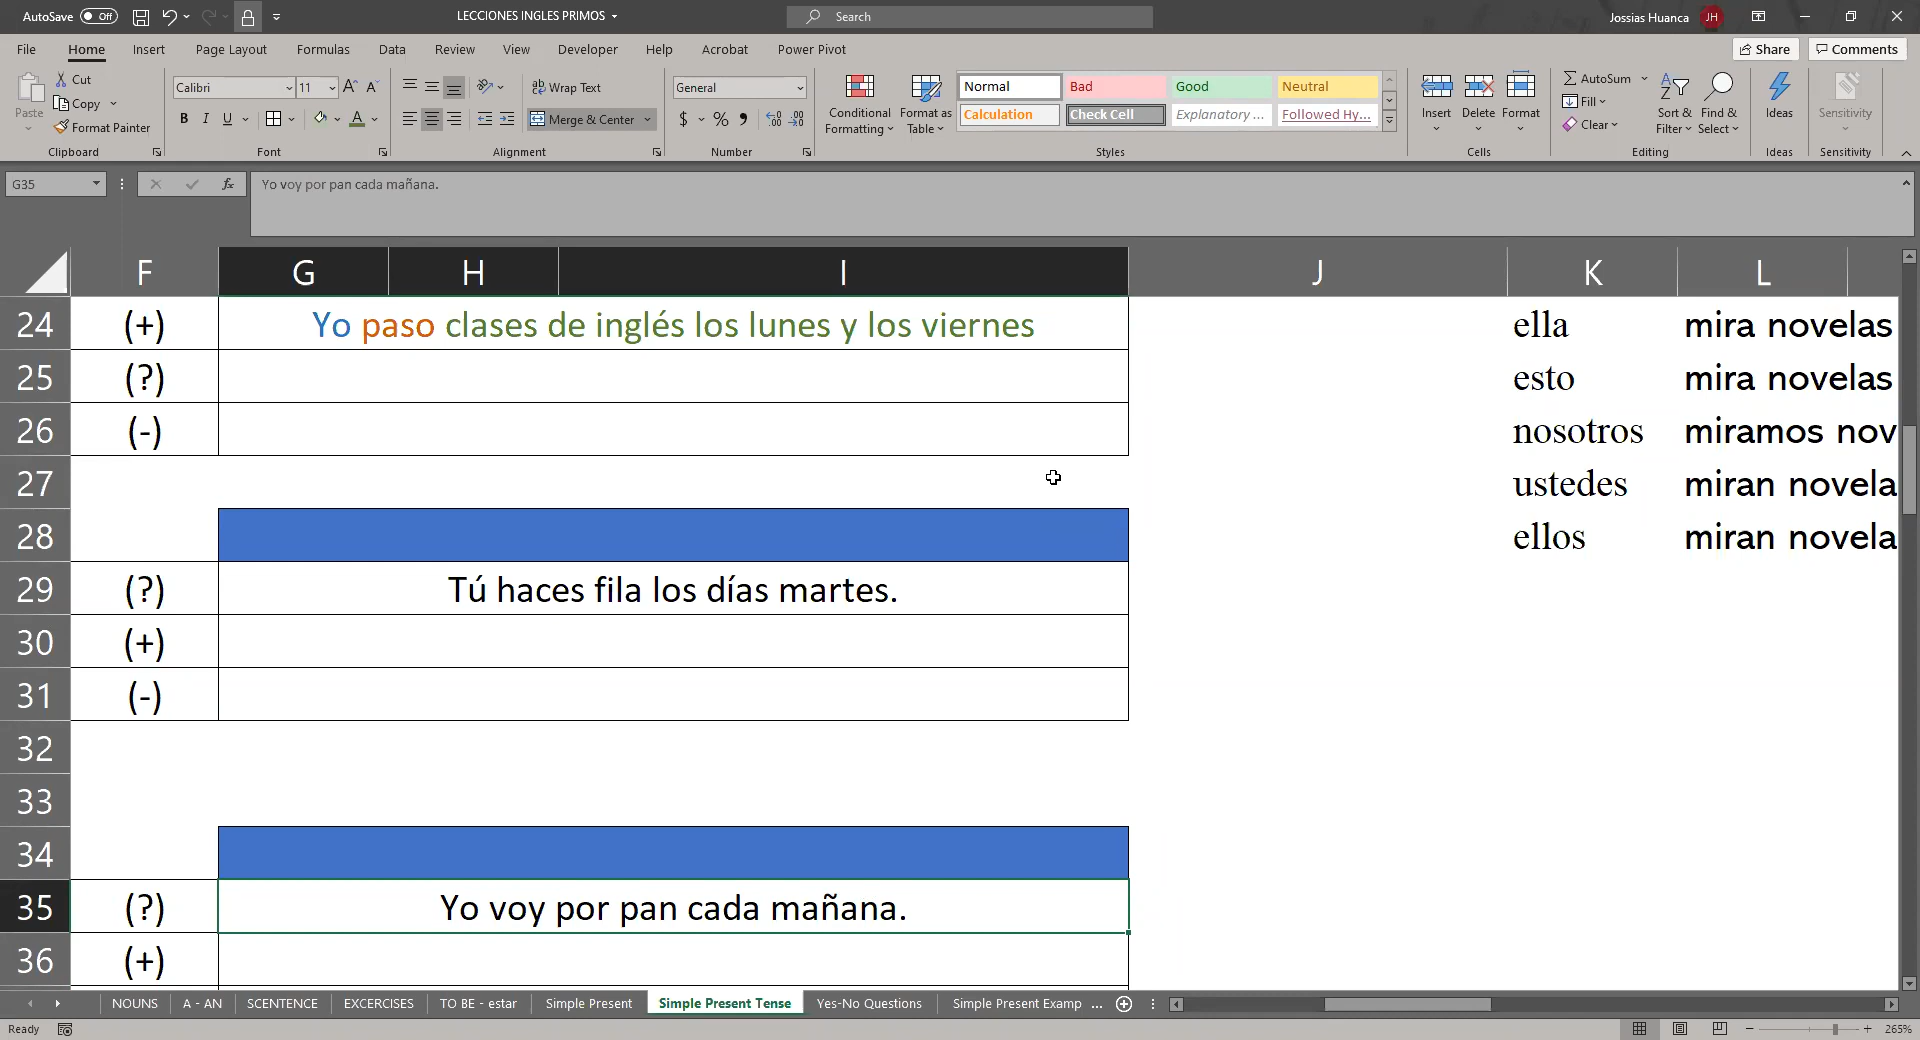 AutoSave Off
LECCIONES INGLES PRIMOS
Search
Jossias Huanca JH
File Home Insert Page Layout Formulas Data Review View Developer Help Acrobat Power Pivot
Share Comments
Paste
Cut
Copy
Format Painter
Clipboard
Calibri 11
B I U
Font
Wrap Text
Merge & Center
Alignment
General
$ %
Number
Conditional Formatting
Format as Table
Normal Bad Good Neutral
Calculation Check Cell Explanatory ... Followed Hy...
Styles
Insert Delete Format
Cells
AutoSum
Fill
Clear
Sort & Filter
Find & Select
Editing
Ideas
Ideas
Sensitivity
Sensitivity
G35 fx Yo voy por pan cada mañana.
F G H I J K L
24 (+) Yo paso clases de inglés los lunes y los viernes ella mira novelas
25 (?) esto mira novelas
26 (-) nosotros miramos nov
27 ustedes miran novela
28 ellos miran novela
29 (?) Tú haces fila los días martes.
30 (+)
31 (-)
32
33
34
35 (?) Yo voy por pan cada mañana.
36 (+)
NOUNS A - AN SCENTENCE EXCERCISES TO BE - estar Simple Present Simple Present Tense Yes-No Questions Simple Present Examp ...
Ready
265%